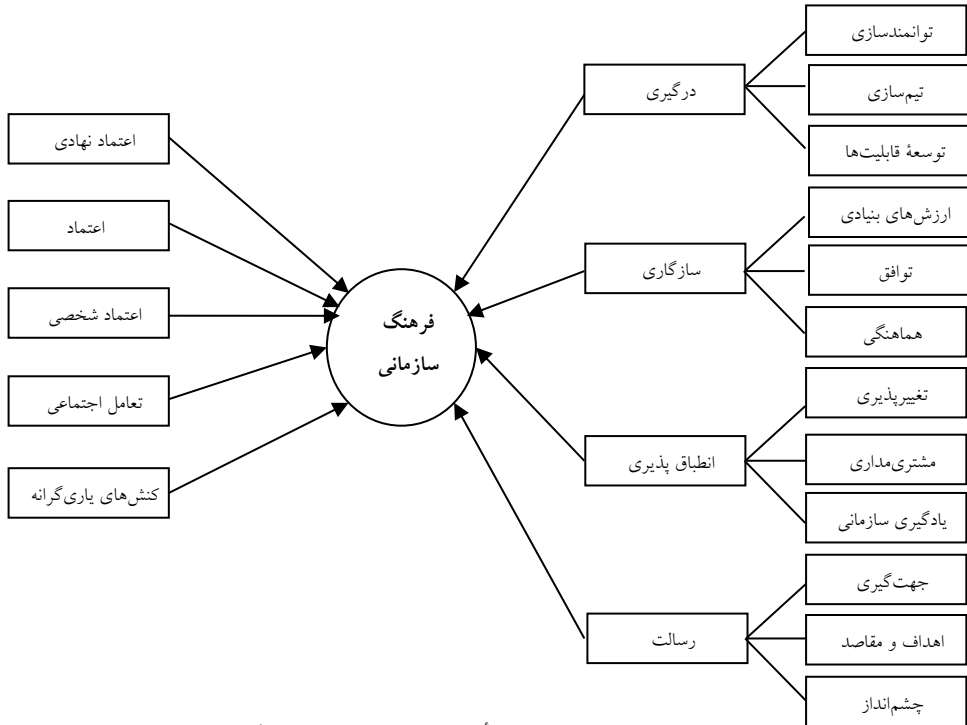 توانمندسازی
تیم‌سازی
توسعهٔ قابلیت‌ها
درگیری
ارزش‌های بنیادی
توافق
هماهنگی
سازگاری
تغییرپذیری
مشتری‌مداری
یادگیری سازمانی
انطباق پذیری
جهت‌گیری
اهداف و مقاصد
چشم‌انداز
رسالت
فرهنگ
سازمانی
اعتماد نهادی
اعتماد
اعتماد شخصی
تعامل اجتماعی
کنش‌های یاری‌گرانه